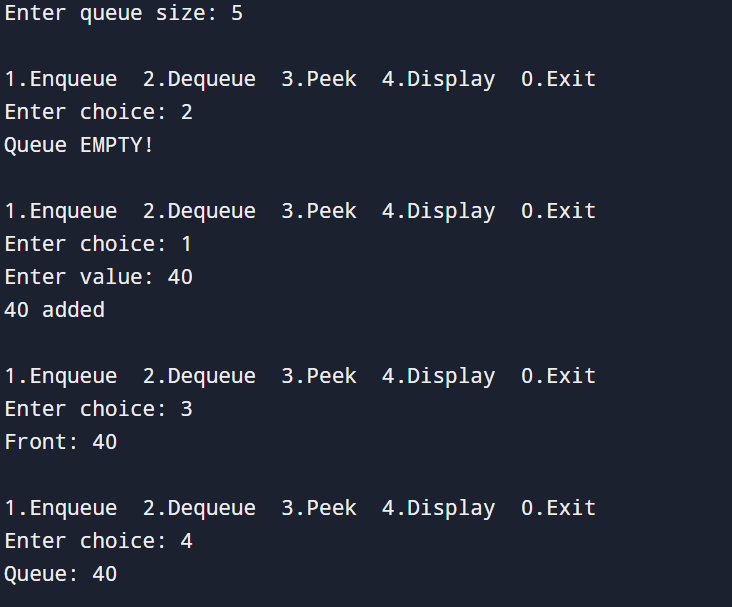 Enter queue size: 5
1.Enqueue  2.Dequeue  3.Peek  4.Display  0.Exit
Enter choice: 2
Queue EMPTY!
1.Enqueue  2.Dequeue  3.Peek  4.Display  0.Exit
Enter choice: 1
Enter value: 40
40 added
1.Enqueue  2.Dequeue  3.Peek  4.Display  0.Exit
Enter choice: 3
Front: 40
1.Enqueue  2.Dequeue  3.Peek  4.Display  0.Exit
Enter choice: 4
Queue: 40